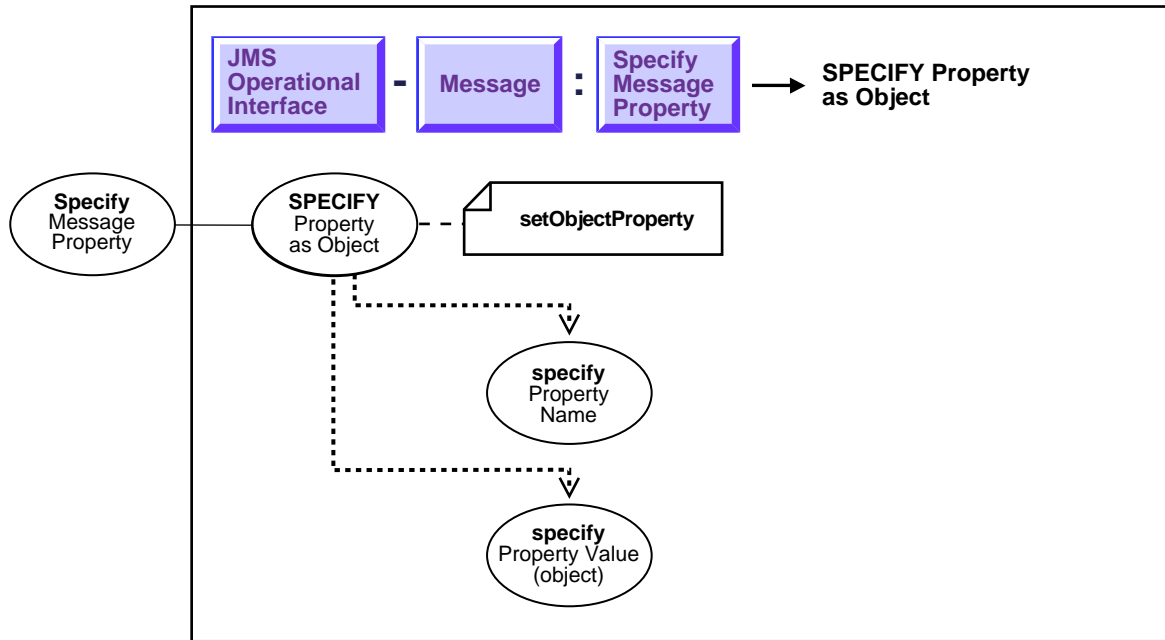 JMS
Operational
Interface
-
Message
:
Specify
Message
Property
SPECIFY Property
as Object
Specify
Message
Property
SPECIFY
Property
as Object
setObjectProperty
specify
Property
Name
specify
Property Value
(object)